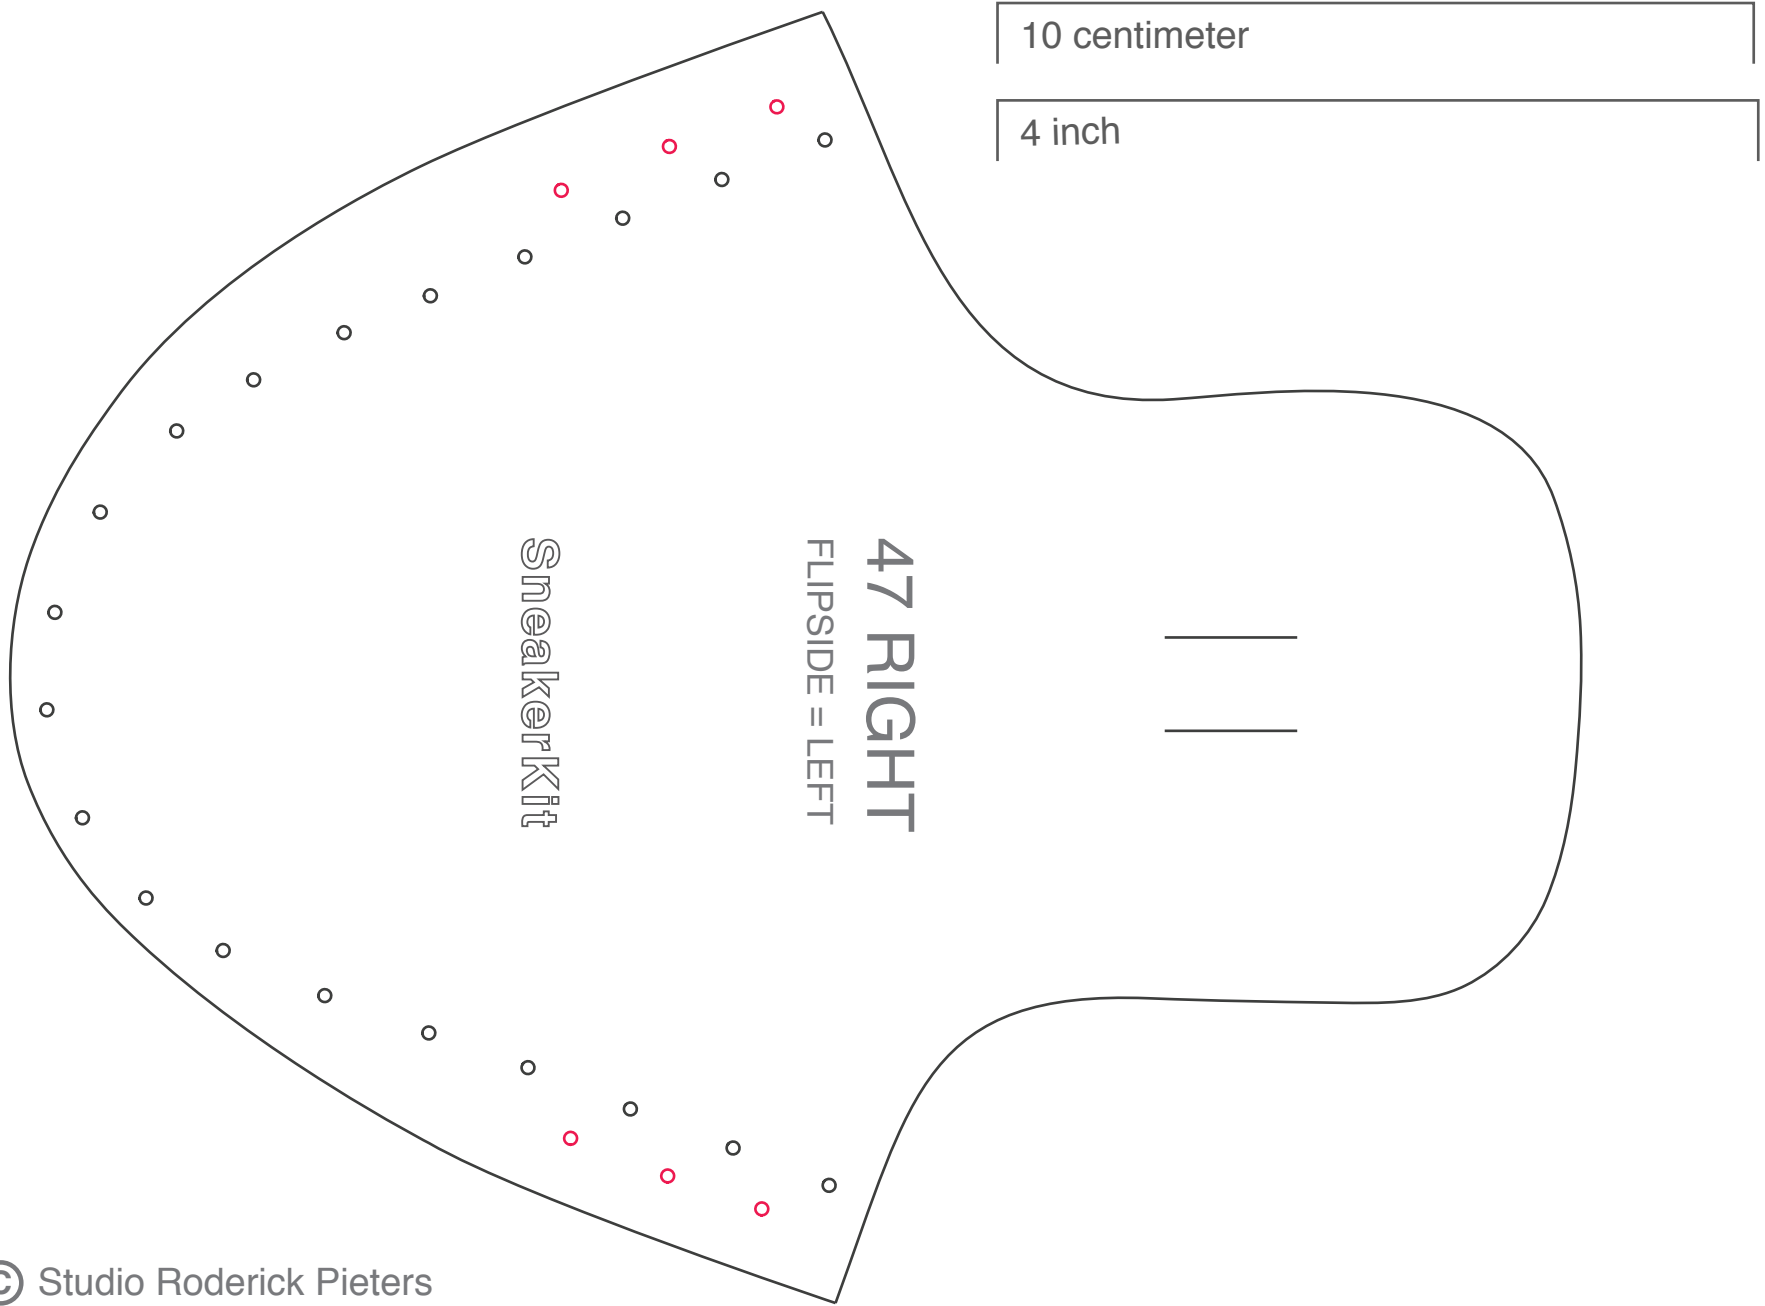 10 centimeter
4 inch
47 RIGHT
FLIPSIDE = LEFT
SneakerKit
© Studio Roderick Pieters